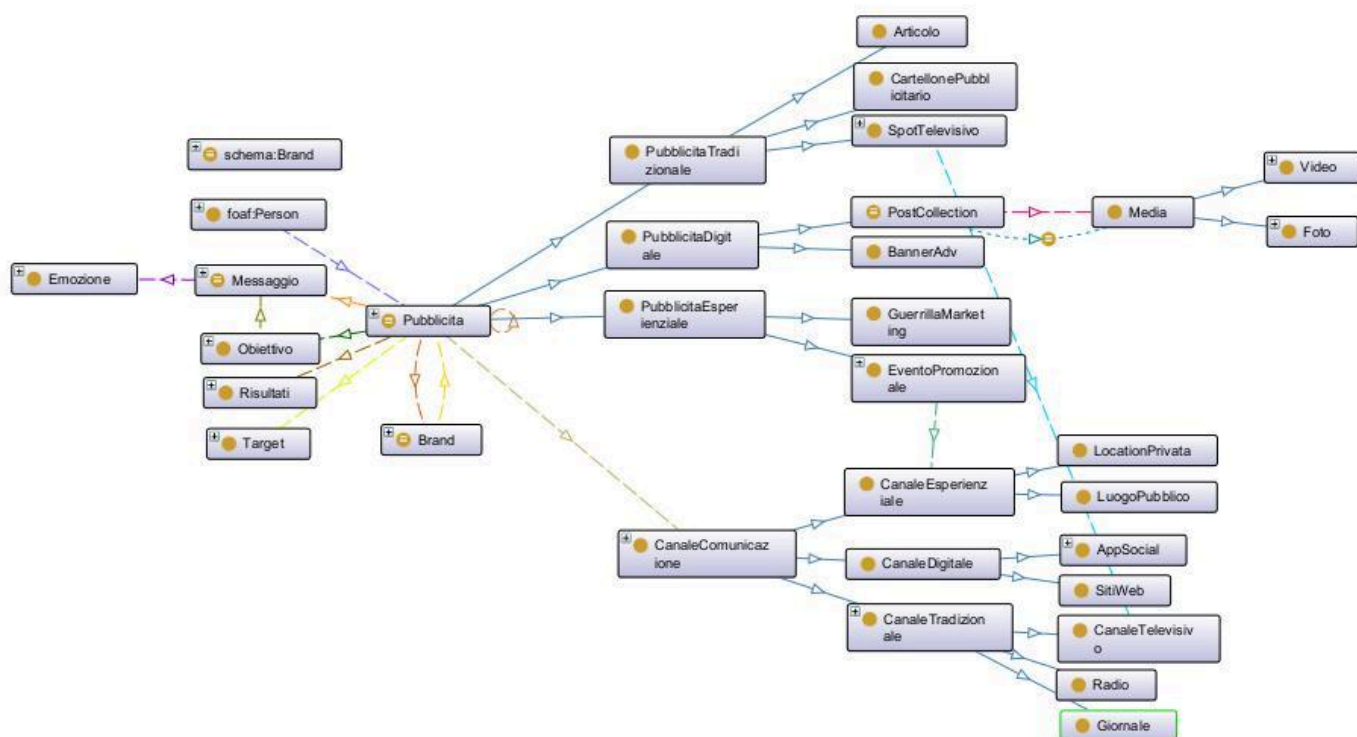 Articolo
CartellonePubbl
icitario
SpotTelevisivo
schema:Brand
PubblicitaTradi
zionale
Video
foaf:Person
PostCollection
Media
PubblicitaDigit
ale
Foto
BannerAdv
Emozione
Messaggio
PubblicitaEsper
ienziale
GuerrillaMarket
ing
Pubblicita
Obiettivo
EventoPromozion
ale
Risultati
Target
Brand
LocationPrivata
CanaleEsperienz
iale
LuogoPubblico
CanaleComunicaz
ione
AppSocial
CanaleDigitale
SitiWeb
CanaleTradizion
ale
CanaleTelevisiv
o
Radio
Giornale